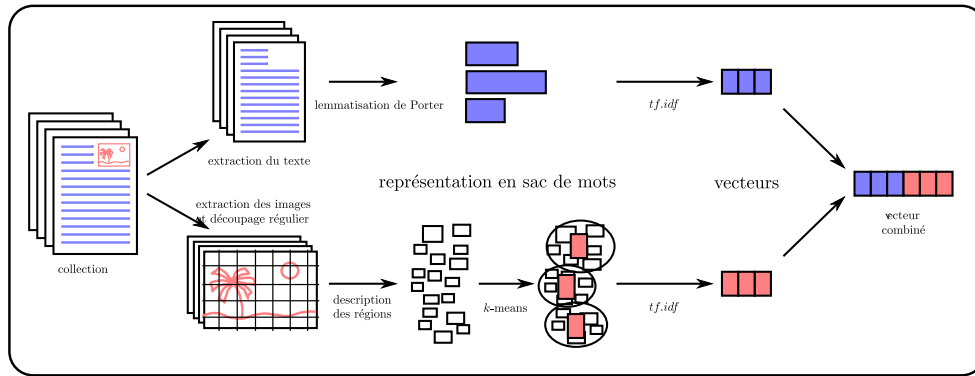 lemmatisation de Porter
tf.idf
extraction du texte
représentation en sac de mots
vecteurs
extraction des images
et découpage régulier
vecteur
combiné
collection
description
des régions
k-means
tf.idf